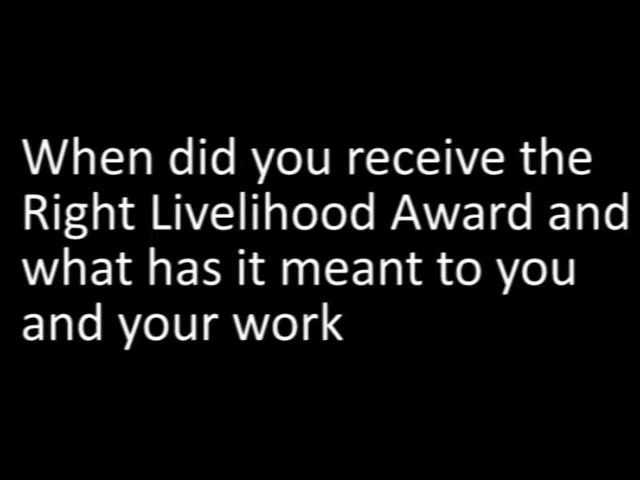 When did you receive the
Right Livelihood Award and
what has it meant to you
and your work